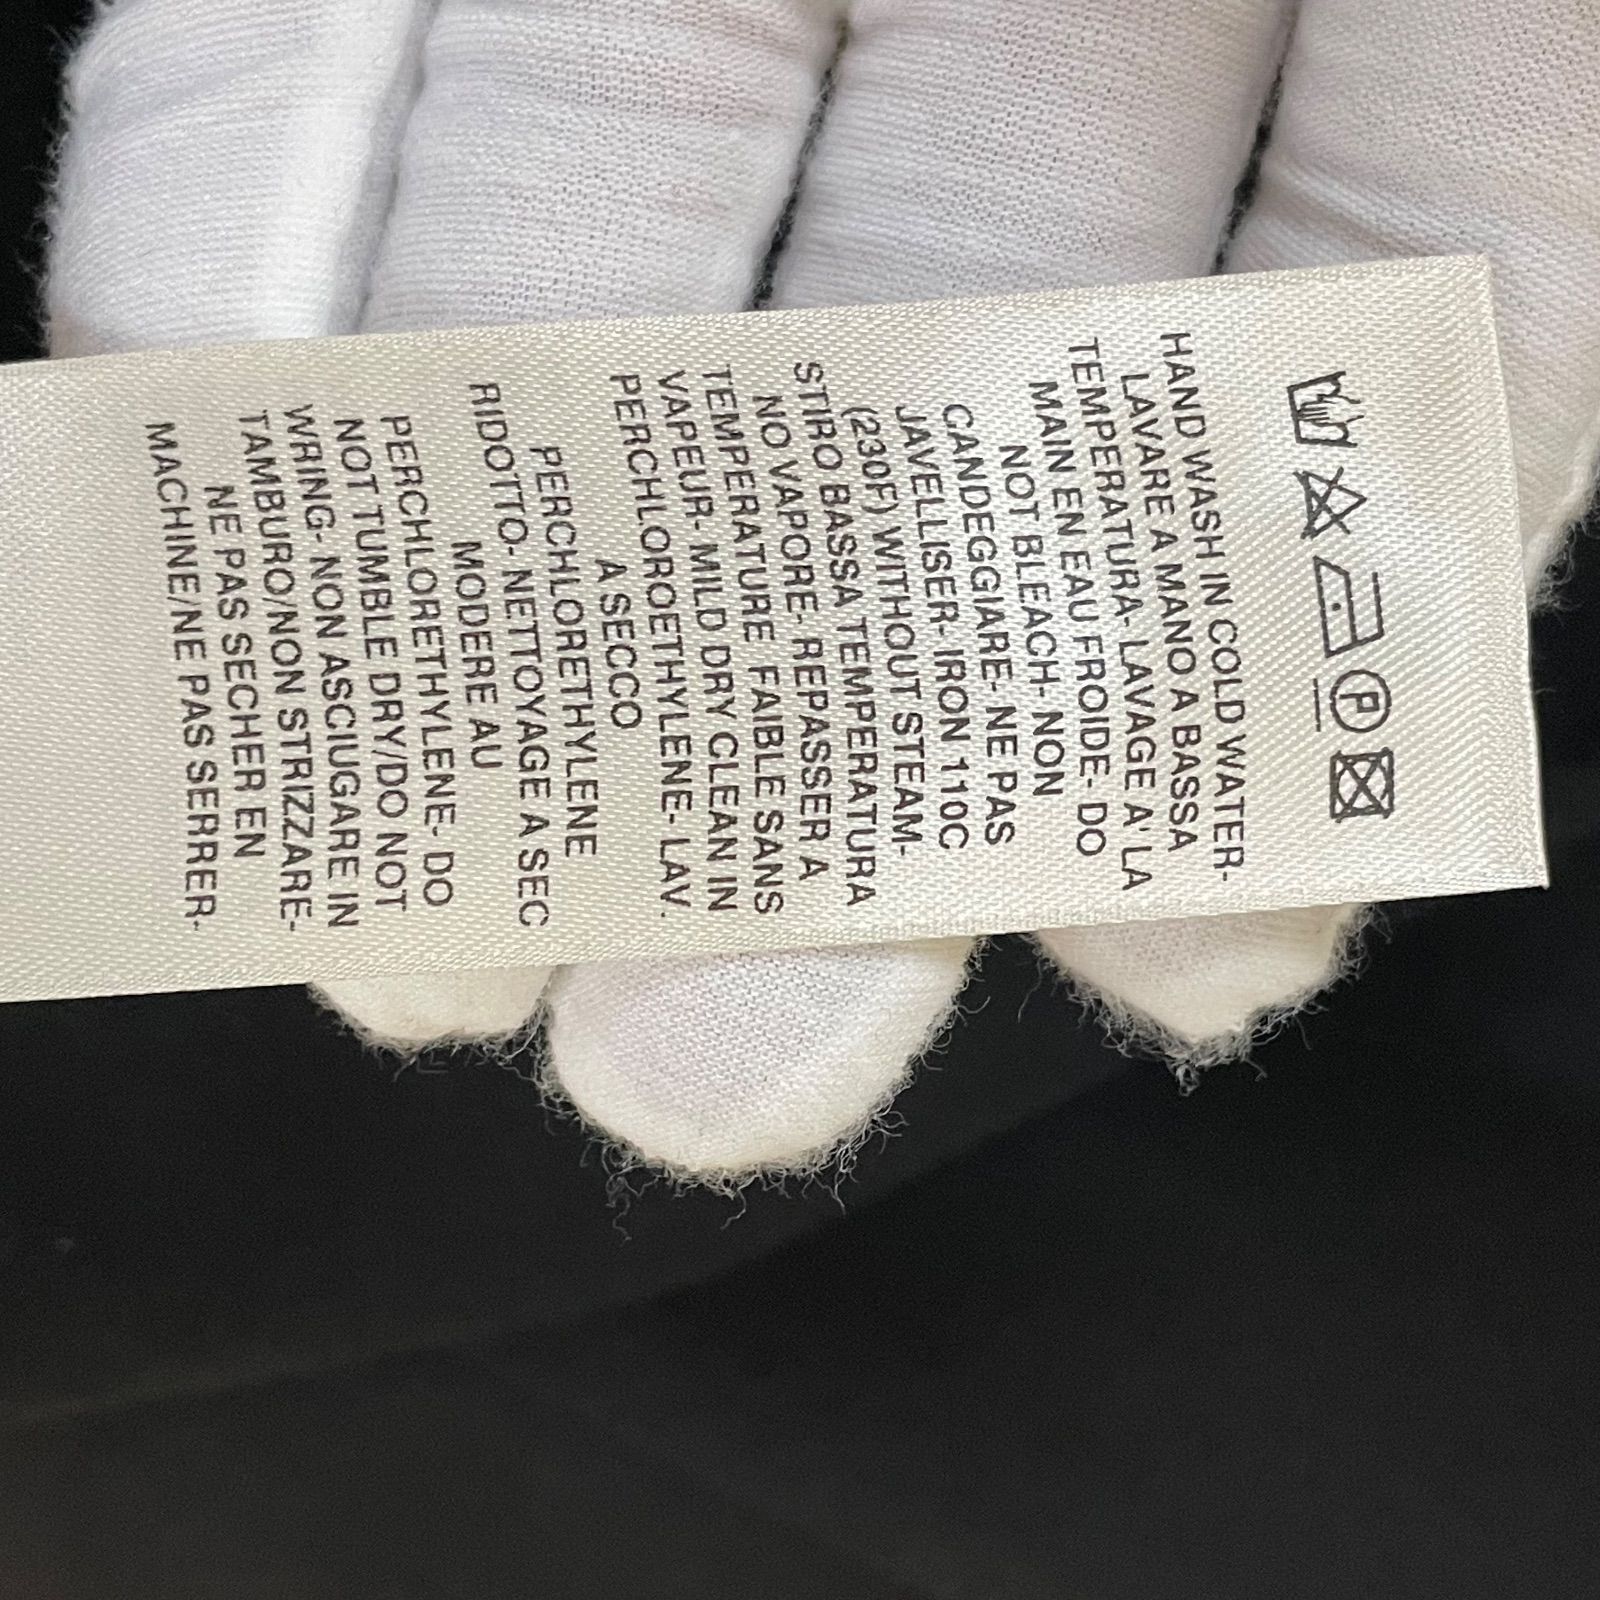 P
HAND WASH IN COLD WATER-
LAVARE A MANO A BASSA
TEMPERATURA- LAVAGE A' LA
MAIN EN EAU FROIDE- DO
NOT BLEACH- NON
CANDEGGIARE- NE PAS
JAVELLISER- IRON 110C
(230F) WITHOUT STEAM-
STIRO BASSA TEMPERATURA
NO VAPORE- REPASSER A
TEMPERATURE FAIBLE SANS
VAPEUR- MILD DRY CLEAN IN
PERCHLOROETHYLENE- LAV.
A SECCO
PERCHLORETHYLENE
RIDOTTO- NETTOYAGE A SEC
MODERE AU
PERCHLORETHYLENE- DO
NOT TUMBLE DRY/DO NOT
WRING- NON ASCIUGARE IN
TAMBURO/NON STRIZZARE-
NE PAS SECHER EN
MACHINE/NE PAS SERRER-